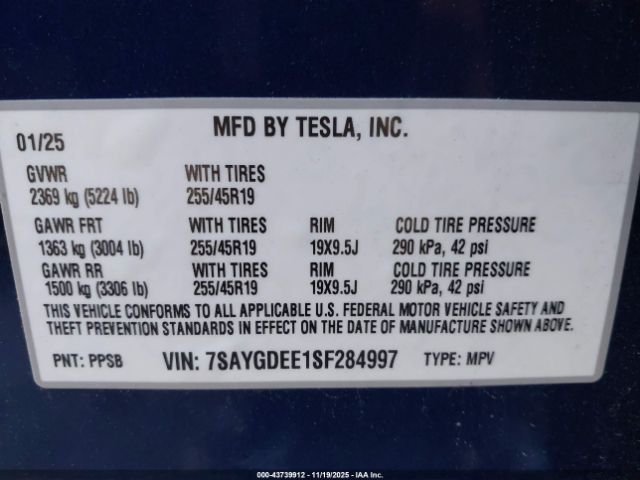 01/25 MFD BY TESLA, INC.
GVWR WITH TIRES
2369 kg (5224 lb) 255/45R19
GAWR FRT WITH TIRES RIM COLD TIRE PRESSURE
1363 kg (3004 lb) 255/45R19 19X9.5J 290 kPa, 42 psi
GAWR RR WITH TIRES RIM COLD TIRE PRESSURE
1500 kg (3306 lb) 255/45R19 19X9.5J 290 kPa, 42 psi
THIS VEHICLE CONFORMS TO ALL APPLICABLE U.S. FEDERAL MOTOR VEHICLE SAFETY AND
THEFT PREVENTION STANDARDS IN EFFECT ON THE DATE OF MANUFACTURE SHOWN ABOVE.
PNT: PPSB VIN: 7SAYGDEE1SF284997 TYPE: MPV
000-43739912 - 11/19/2025 - IAA Inc.